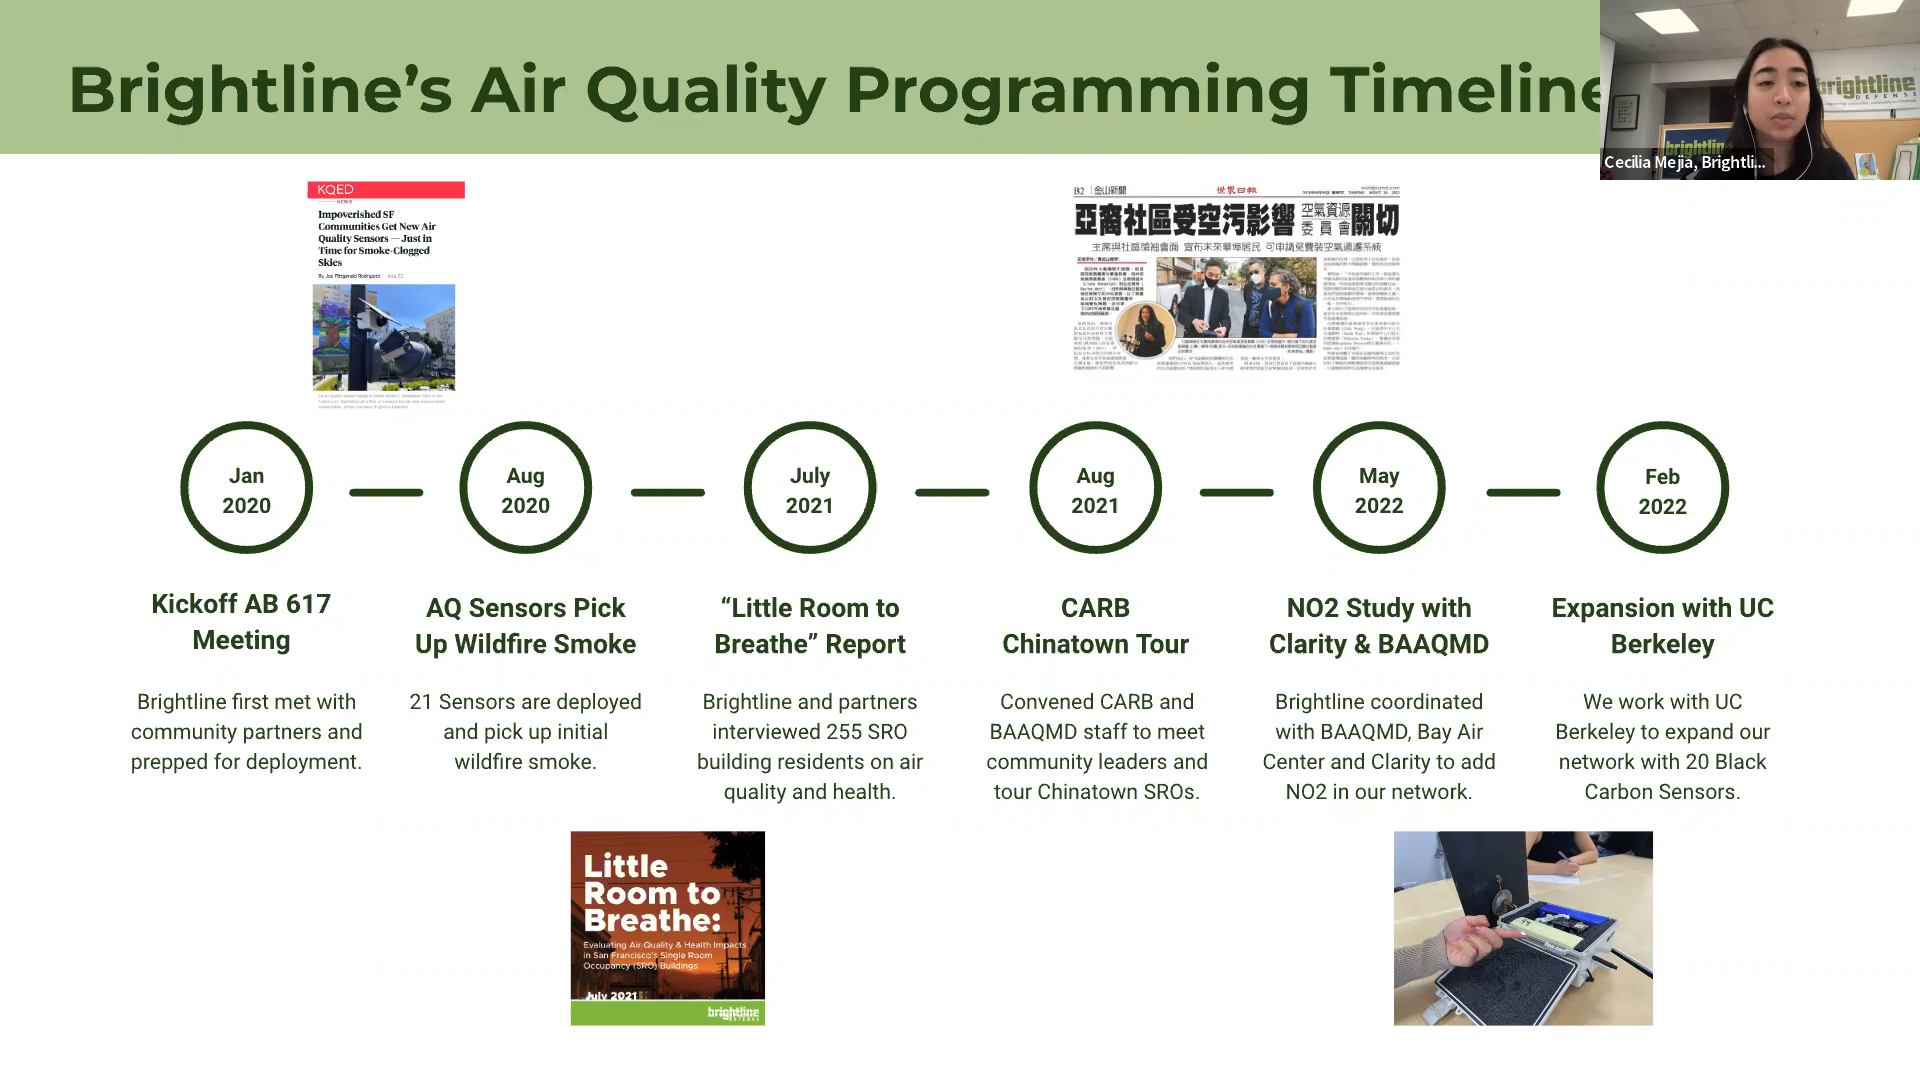 Brightline’s Air Quality Programming Timeline
brightline
DEFENSE
brightline
Cecilia Mejia, Brightli...
KQED
NEWS
Impoverished SF
Communities Get New Air
Quality Sensors — Just in
Time for Smoke-Clogged
Skies
By Joe Fitzgerald Rodriguez Aug 22
B2 金山新聞 世界日報
亞裔社區受空污影響 空氣資源委員會 關切
主席與社區領袖會面 宣布未來華埠居民 可申請免費裝空氣過濾系統
Jan
2020
Aug
2020
July
2021
Aug
2021
May
2022
Feb
2022
Kickoff AB 617
Meeting
Brightline first met with
community partners and
prepped for deployment.
AQ Sensors Pick
Up Wildfire Smoke
21 Sensors are deployed
and pick up initial
wildfire smoke.
“Little Room to
Breathe” Report
Brightline and partners
interviewed 255 SRO
building residents on air
quality and health.
CARB
Chinatown Tour
Convened CARB and
BAAQMD staff to meet
community leaders and
tour Chinatown SROs.
NO2 Study with
Clarity & BAAQMD
Brightline coordinated
with BAAQMD, Bay Air
Center and Clarity to add
NO2 in our network.
Expansion with UC
Berkeley
We work with UC
Berkeley to expand our
network with 20 Black
Carbon Sensors.
Little
Room to
Breathe:
Evaluating Air Quality & Health Impacts
in San Francisco's Single Room
Occupancy (SRO) Buildings
July 2021
brightline
DEFENSE